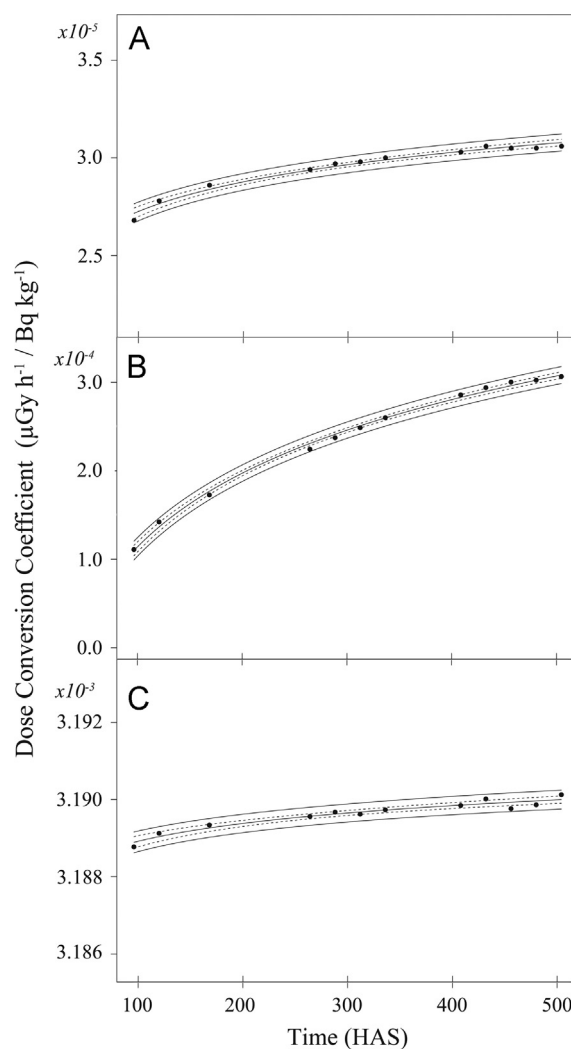 x10-5
A
3.5
3.0
2.5
x10-4
B
3.0
2.0
1.0
0.0
x10-3
C
3.192
3.190
3.188
3.186
Dose Conversion Coefficient (µGy h-1 / Bq kg-1)
100 200 300 400 500
Time (HAS)